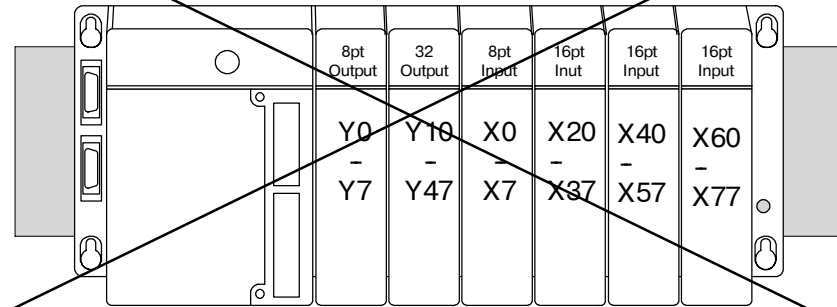 8pt
Output
32
Output
8pt
Input
16pt
Inut
16pt
Input
16pt
Input
Y0
-
Y7
Y10
-
Y47
X0
-
X7
X20
-
X37
X40
-
X57
X60
-
X77